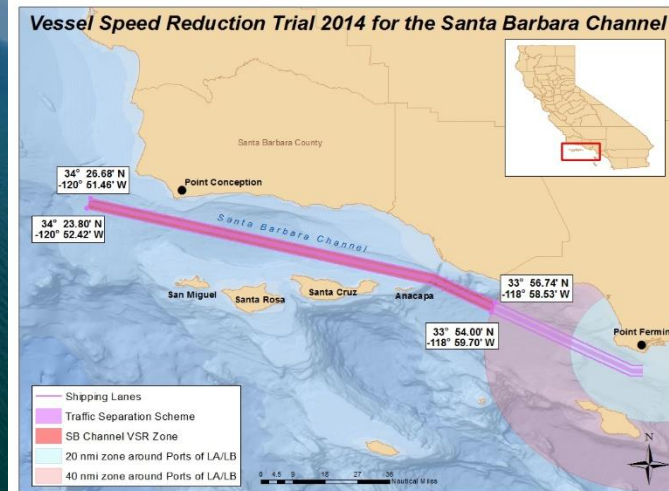 Vessel Speed Reduction Trial 2014 for the Santa Barbara Channel
Santa Barbara County
34° 26.68' N
-120° 51.46' W
Point Conception
34° 23.80' N
-120° 52.42' W
Santa Barbara Channel
San Miguel
Santa Rosa
Santa Cruz
Anacapa
33° 56.74' N
-118° 58.53' W
33° 54.00' N
-118° 59.70' W
Point Fermin
Shipping Lanes
Traffic Separation Scheme
SB Channel VSR Zone
20 nmi zone around Ports of LA/LB
40 nmi zone around Ports of LA/LB
0 4.5 9 18 27 36
Nautical Miles
N